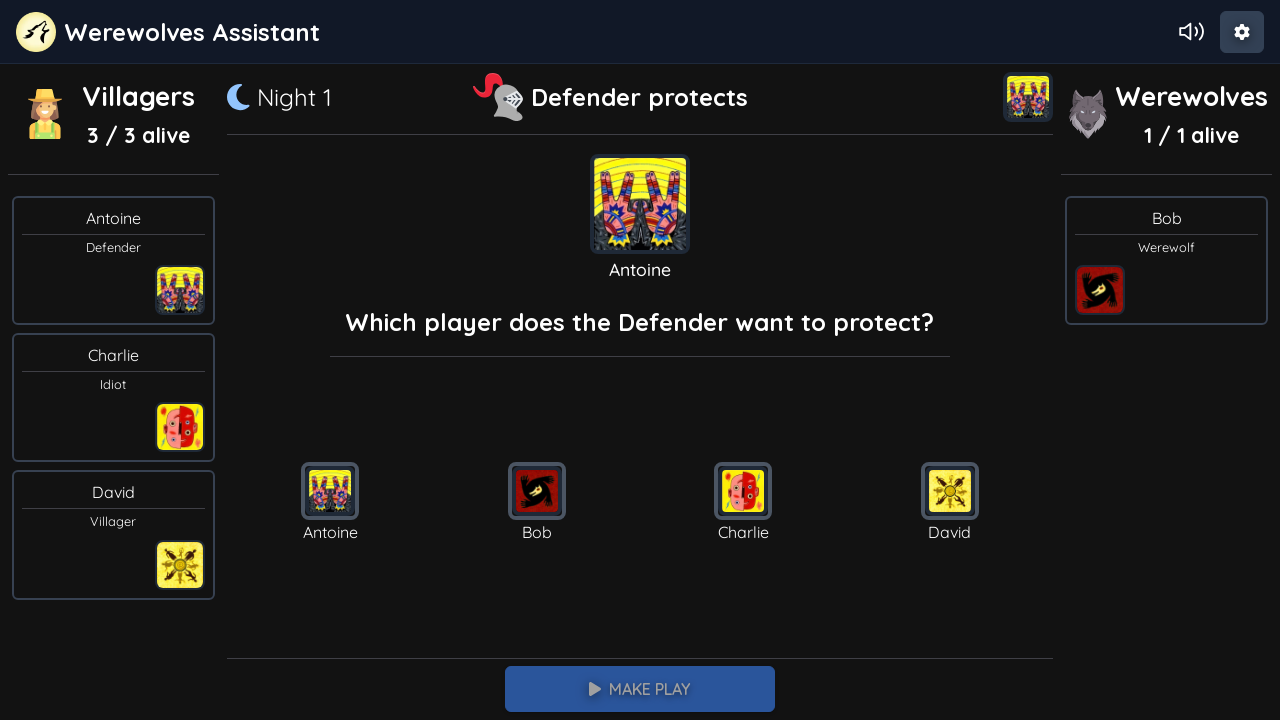 Werewolves Assistant
Villagers
3 / 3 alive
Antoine
Defender
Charlie
Idiot
David
Villager
Night 1
Defender protects
Antoine
Which player does the Defender want to protect?
Antoine
Bob
Charlie
David
MAKE PLAY
Werewolves
1 / 1 alive
Bob
Werewolf